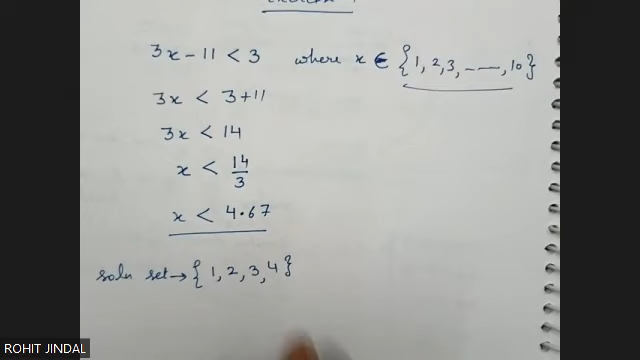 3x - 11 < 3 where x ∈ {1, 2, 3, ----, 10}
3x < 3 + 11
3x < 14
x < 14/3
x < 4.67
soln set → {1, 2, 3, 4}
ROHIT JINDAL